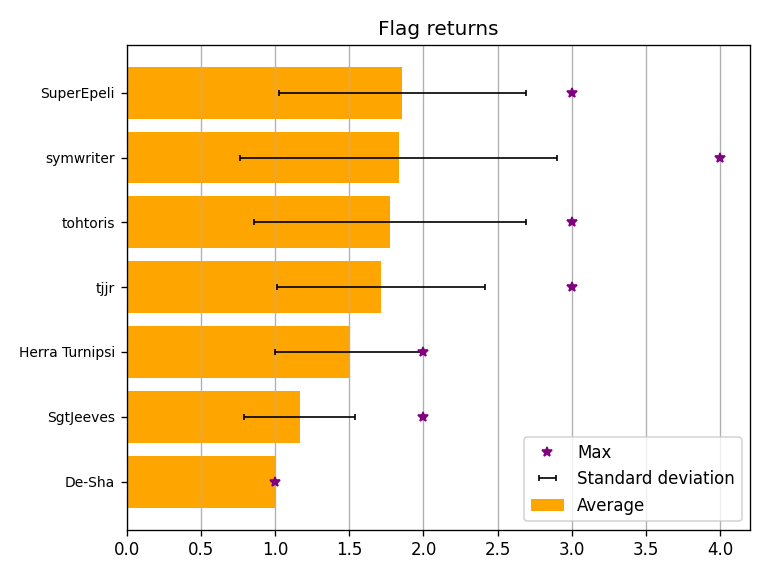 Flag returns
SuperEpeli
symwriter
tohtoris
tjjr
Herra Turnipsi
SgtJeeves
De-Sha
Max
Standard deviation
Average
0.0 0.5 1.0 1.5 2.0 2.5 3.0 3.5 4.0